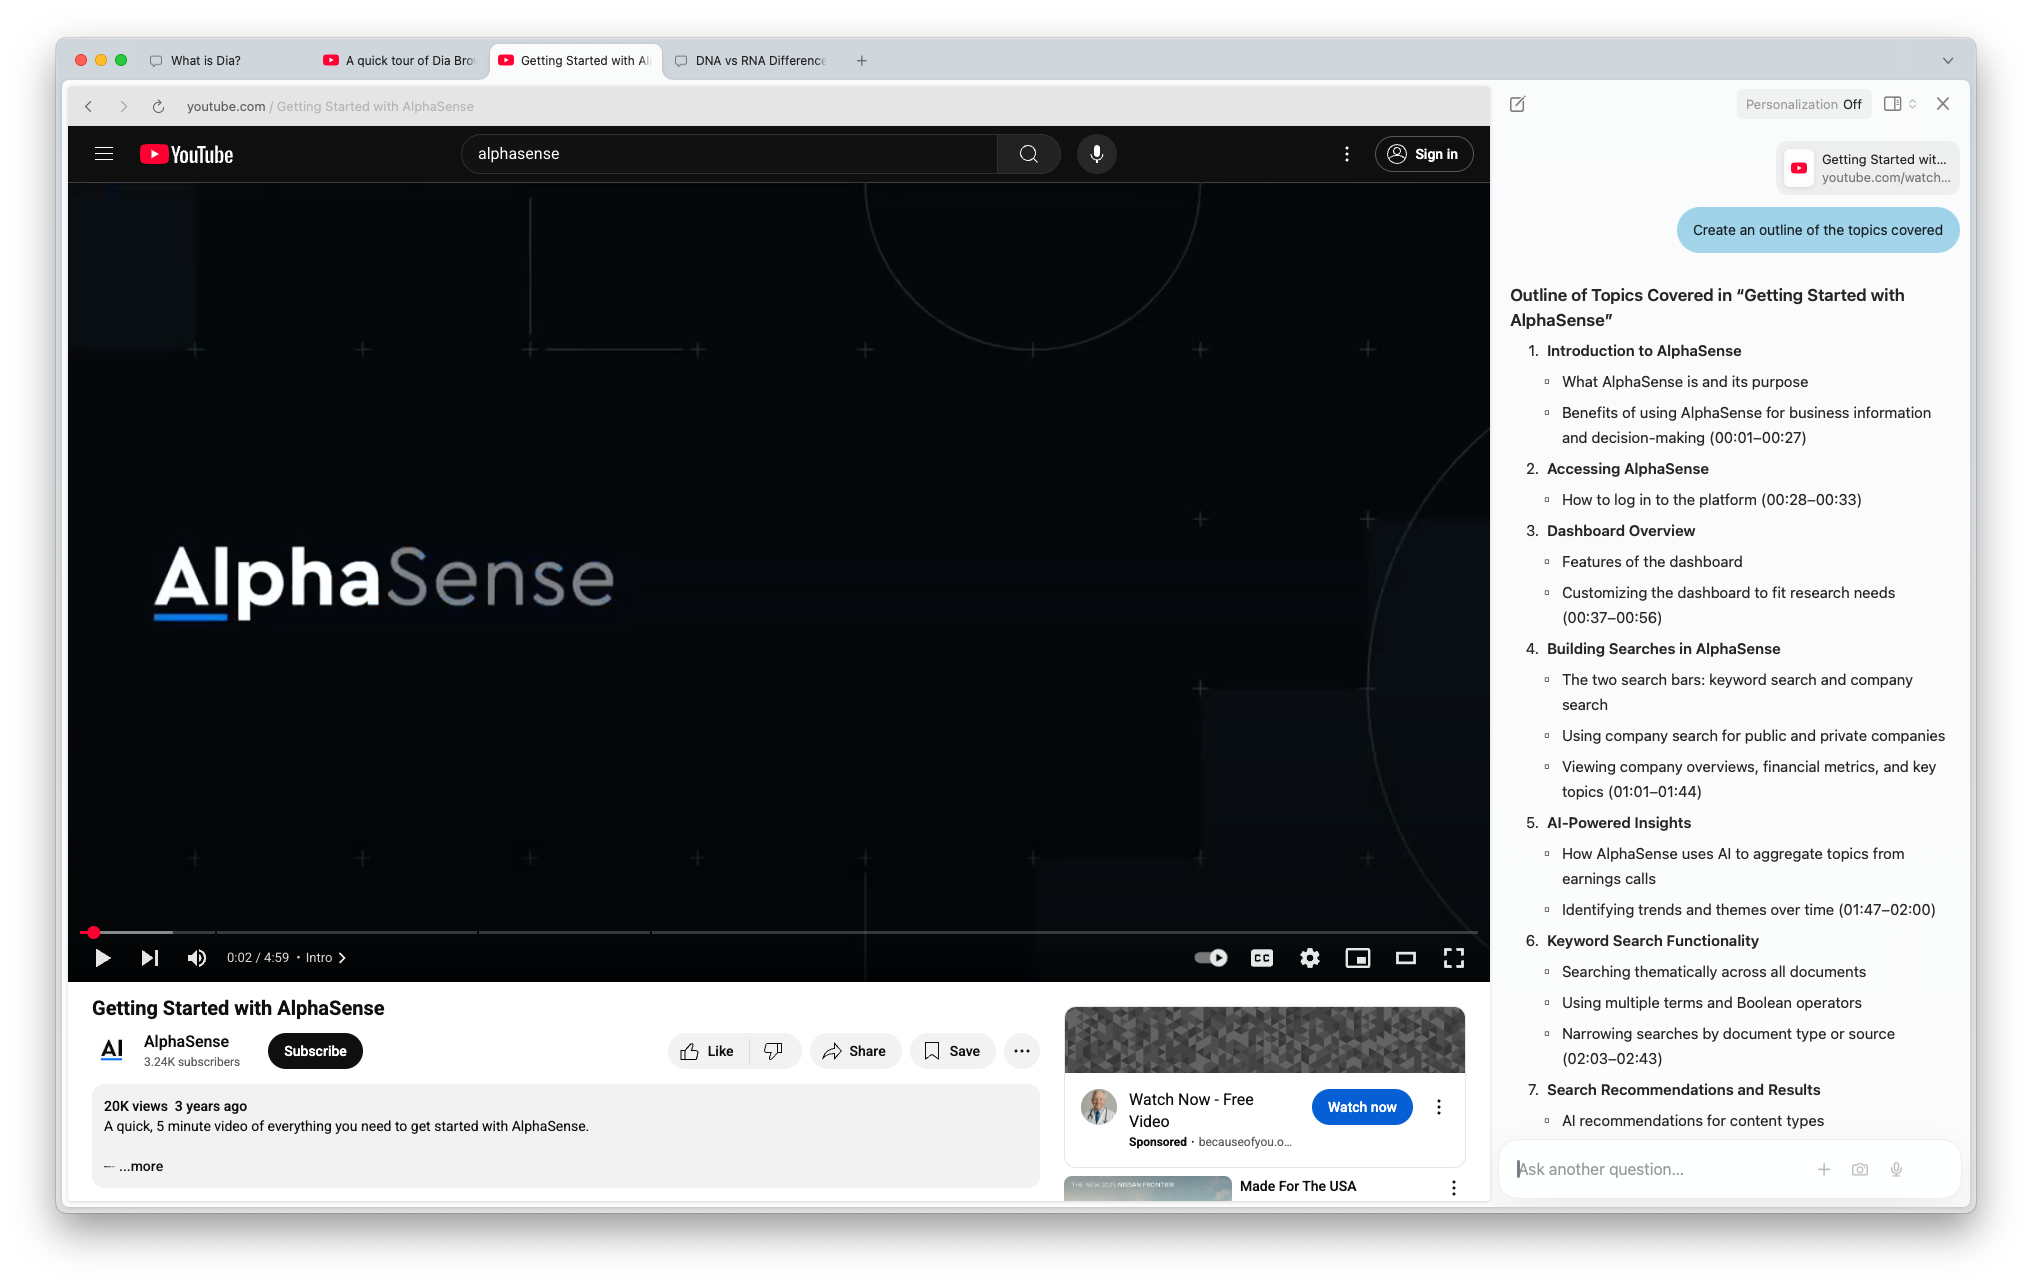 What is Dia?
A quick tour of Dia Bro
Getting Started with Al
DNA vs RNA Difference
youtube.com / Getting Started with AlphaSense
Personalization Off
YouTube
alphasense
Sign in
Getting Started wit...
youtube.com/watch...
Create an outline of the topics covered
AlphaSense
0:02 / 4:59 • Intro
CC
Getting Started with AlphaSense
AI
AlphaSense
3.24K subscribers
Subscribe
Like
Share
Save
20K views 3 years ago
A quick, 5 minute video of everything you need to get started with AlphaSense.
— ...more
Watch Now - Free
Video
Sponsored · becauseofyou.o...
Watch now
THE NEW 2025 NISSAN FRONTIER
Made For The USA
Outline of Topics Covered in “Getting Started with
AlphaSense”
1. Introduction to AlphaSense
What AlphaSense is and its purpose
Benefits of using AlphaSense for business information
and decision-making (00:01–00:27)
2. Accessing AlphaSense
How to log in to the platform (00:28–00:33)
3. Dashboard Overview
Features of the dashboard
Customizing the dashboard to fit research needs
(00:37–00:56)
4. Building Searches in AlphaSense
The two search bars: keyword search and company
search
Using company search for public and private companies
Viewing company overviews, financial metrics, and key
topics (01:01–01:44)
5. AI-Powered Insights
How AlphaSense uses AI to aggregate topics from
earnings calls
Identifying trends and themes over time (01:47–02:00)
6. Keyword Search Functionality
Searching thematically across all documents
Using multiple terms and Boolean operators
Narrowing searches by document type or source
(02:03–02:43)
7. Search Recommendations and Results
AI recommendations for content types
Ask another question...